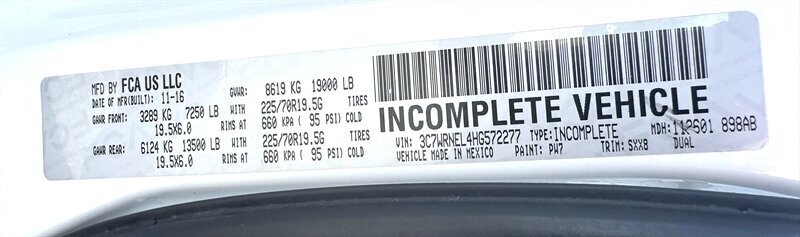 MFD BY FCA US LLC GVWR: 8619 KG 19000 LB
DATE OF MFR(BUILT): 11-16
GAWR FRONT: 3289 KG 7250 LB WITH 225/70R19.5G TIRES
19.5X6.0 RIMS AT 660 KPA ( 95 PSI) COLD
GAWR REAR: 6124 KG 13500 LB WITH 225/70R19.5G TIRES
19.5X6.0 RIMS AT 660 KPA ( 95 PSI) COLD
INCOMPLETE VEHICLE
VIN: 3C7WRNEL4HG572277 TYPE: INCOMPLETE MDH: 112601 898AB
VEHICLE MADE IN MEXICO PAINT: PW7 TRIM: SXX8 DUAL